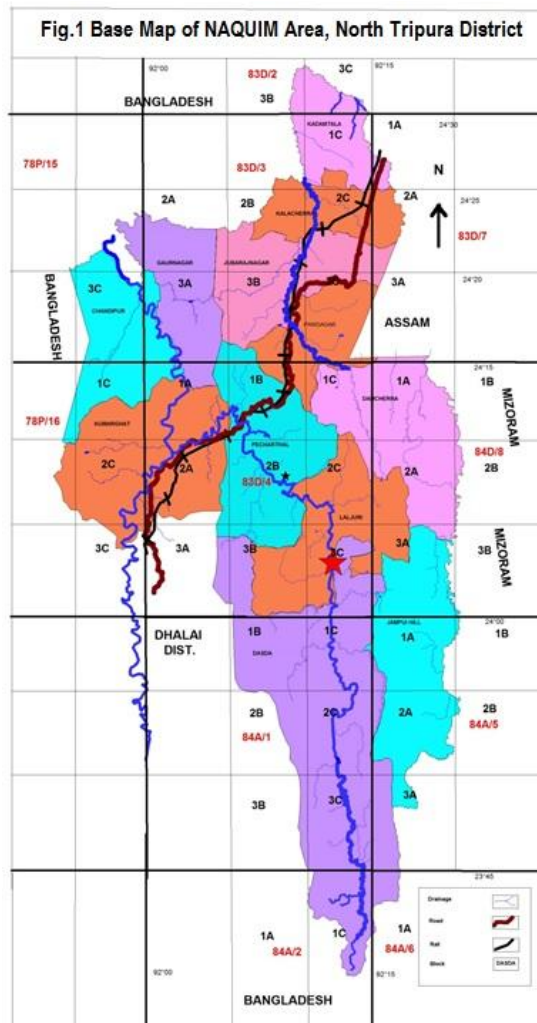 Fig.1 Base Map of NAQUIM Area, North Tripura District
83D/2
3C
92°00
92°15
BANGLADESH
3B
1C
KADAMTALA
1A
24°30
78P/15
83D/3
N
2A
2B
KALACHERRA
2C
2A
24°25
83D/7
GAURNAGAR
JUBARAJNAGAR
24°20
3C
3A
3B
3A
BANGLADESH
CHANDIPUR
ASSAM
PANISAGAR
24°15
1C
1A
1B
1C
1A
1B
DAMCHERRA
MIZORAM
78P/16
KUMARGHAT
PECHARTHAL
84D/8
2C
2A
2B
2C
2A
2B
83D/4
LALJURI
3C
3A
3B
3C
3A
3B
MIZORAM
24°00
DHALAI
DIST.
1B
1C
JAMPUI HILL
1A
1B
DASDA
2B
2C
2A
2B
84A/1
84A/5
3B
3C
3A
23°45
Drainage
Road
Rail
Block
DASDA
1A
1C
1A
84A/2
84A/6
92°00
92°15
BANGLADESH